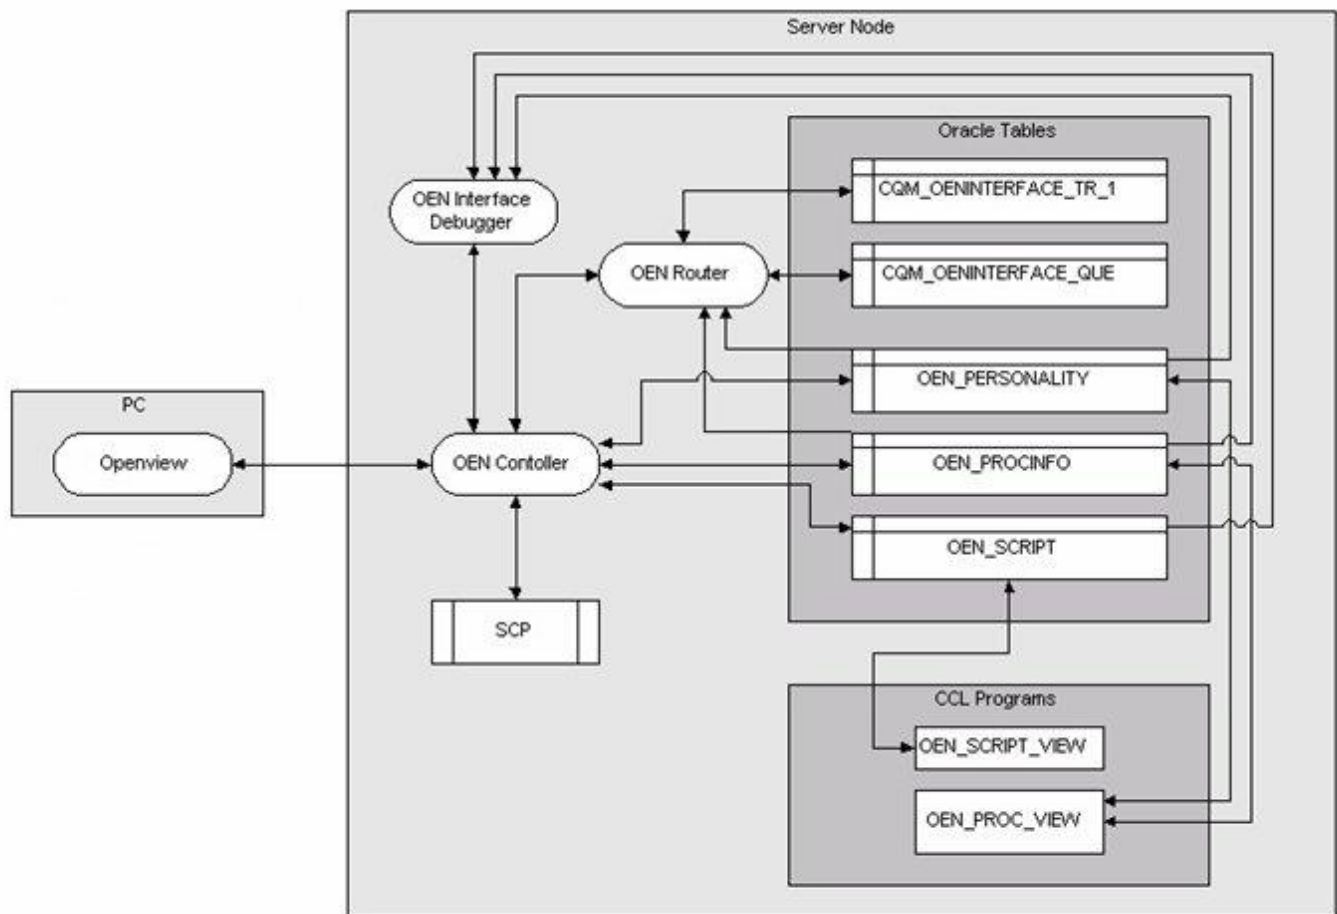 Server Node
Oracle Tables
CQM_OENINTERFACE_TR_1
OEN Interface
Debugger
CQM_OENINTERFACE_QUE
OEN Router
OEN_PERSONALITY
PC
Openview
OEN Contoller
OEN_PROCINFO
OEN_SCRIPT
SCP
CCL Programs
OEN_SCRIPT_VIEW
OEN_PROC_VIEW